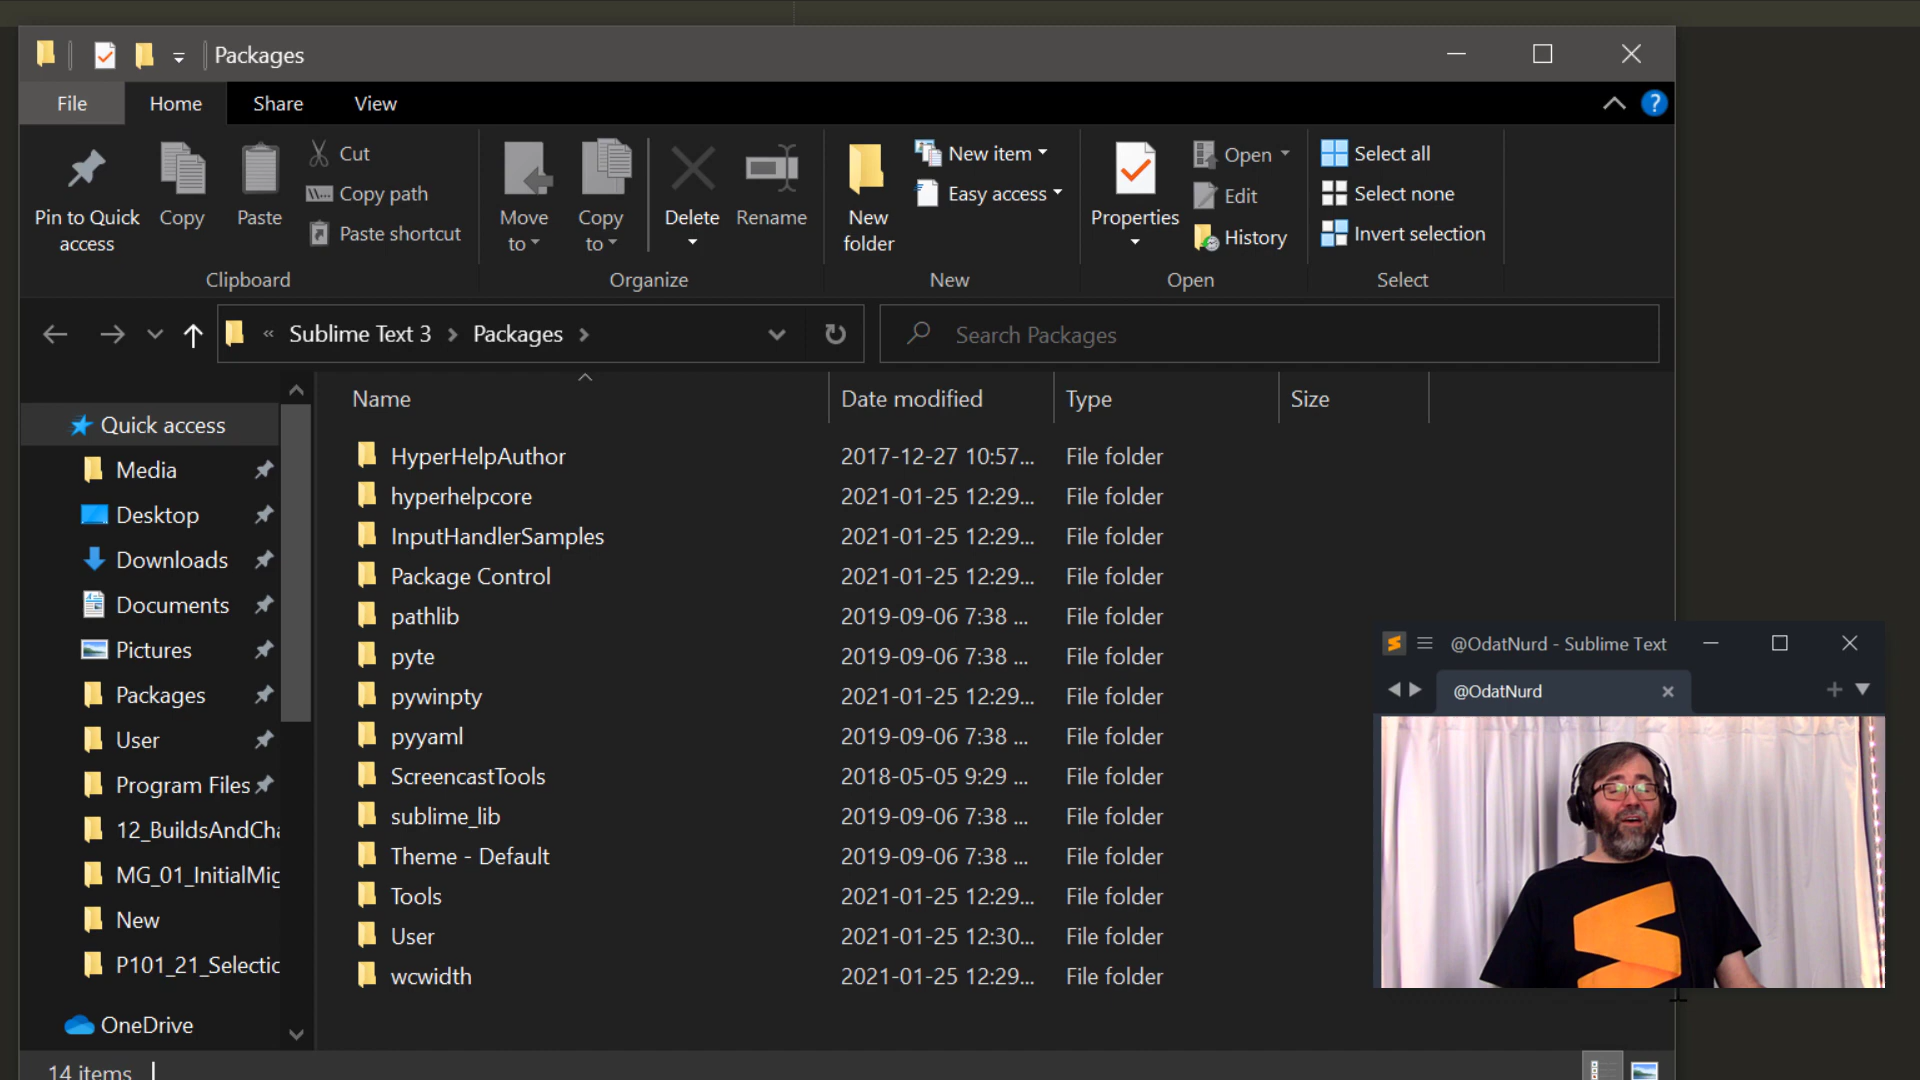 Packages
File Home Share View
Pin to Quick access
Copy
Paste
Cut
Copy path
Paste shortcut
Clipboard
Move to
Copy to
Delete
Rename
Organize
New folder
New item
Easy access
New
Properties
Open
Edit
History
Open
Select all
Select none
Invert selection
Select
« Sublime Text 3 > Packages >
Search Packages
Name Date modified Type Size
Quick access
Media
Desktop
Downloads
Documents
Pictures
Packages
User
Program Files
12_BuildsAndCha
MG_01_InitialMig
New
P101_21_Selectic
OneDrive
HyperHelpAuthor 2017-12-27 10:57... File folder
hyperhelpcore 2021-01-25 12:29... File folder
InputHandlerSamples 2021-01-25 12:29... File folder
Package Control 2021-01-25 12:29... File folder
pathlib 2019-09-06 7:38 ... File folder
pyte 2019-09-06 7:38 ... File folder
pywinpty 2021-01-25 12:29... File folder
pyyaml 2019-09-06 7:38 ... File folder
ScreencastTools 2018-05-05 9:29 ... File folder
sublime_lib 2019-09-06 7:38 ... File folder
Theme - Default 2019-09-06 7:38 ... File folder
Tools 2021-01-25 12:29... File folder
User 2021-01-25 12:30... File folder
wcwidth 2021-01-25 12:29... File folder
14 items
@OdatNurd - Sublime Text
@OdatNurd